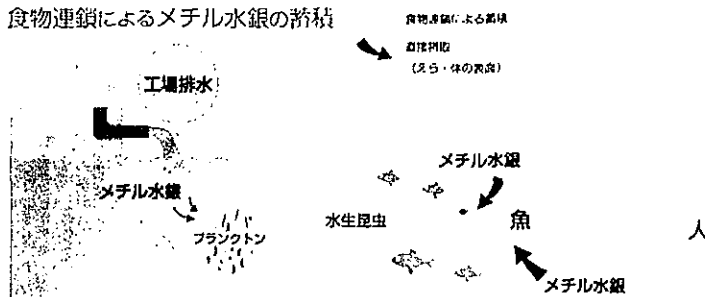 食物連鎖によるメチル水銀の蓄積
食物連鎖による蓄積
直接摂取
(えら・体の表面)
工場排水
メチル水銀
プランクトン
水生昆虫
メチル水銀
魚
メチル水銀
人